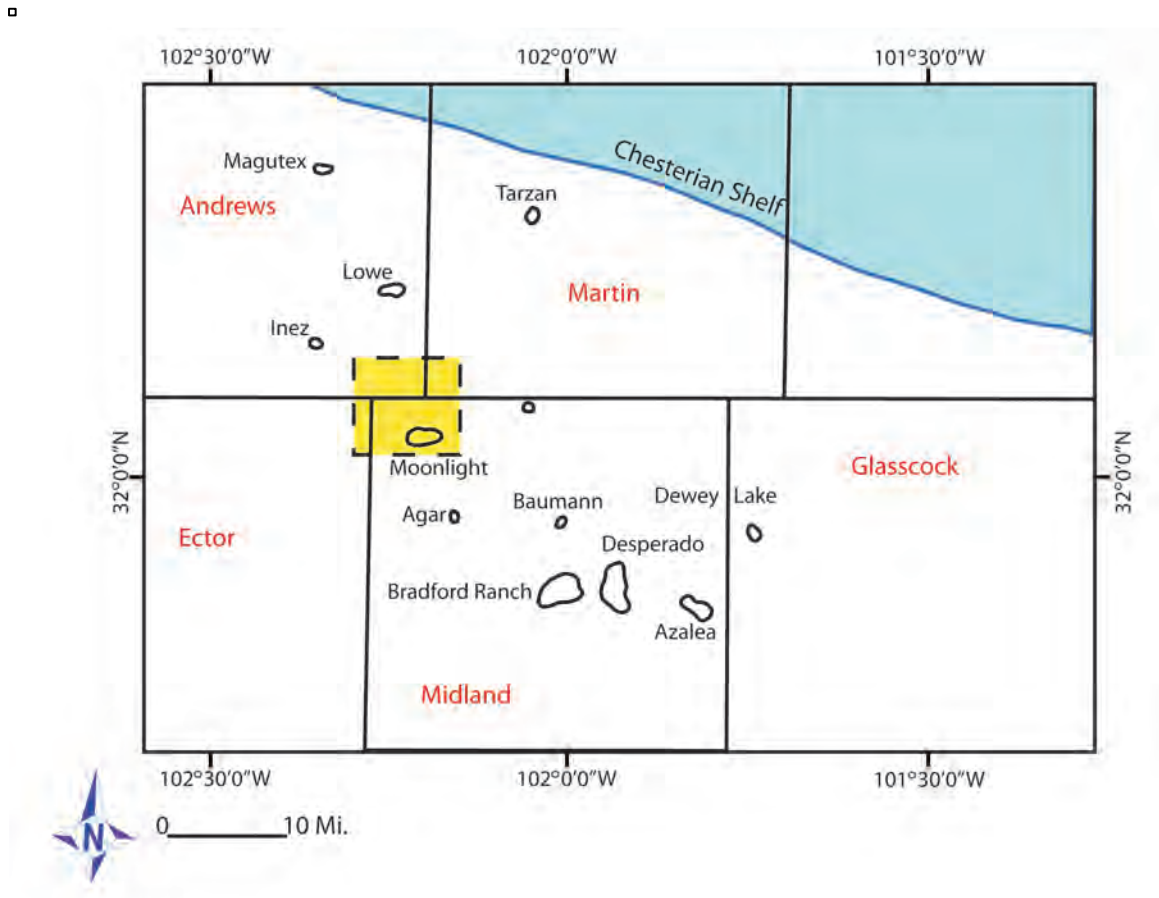 102°30'0"W
102°0'0"W
101°30'0"W
Chesterian Shelf
Magutex
Andrews
Tarzan
Lowe
Martin
Inez
32°0'0"N
32°0'0"N
Moonlight
Glasscock
Agar
Baumann
Dewey Lake
Ector
Desperado
Bradford Ranch
Azalea
Midland
102°30'0"W
102°0'0"W
101°30'0"W
N
0
10 Mi.